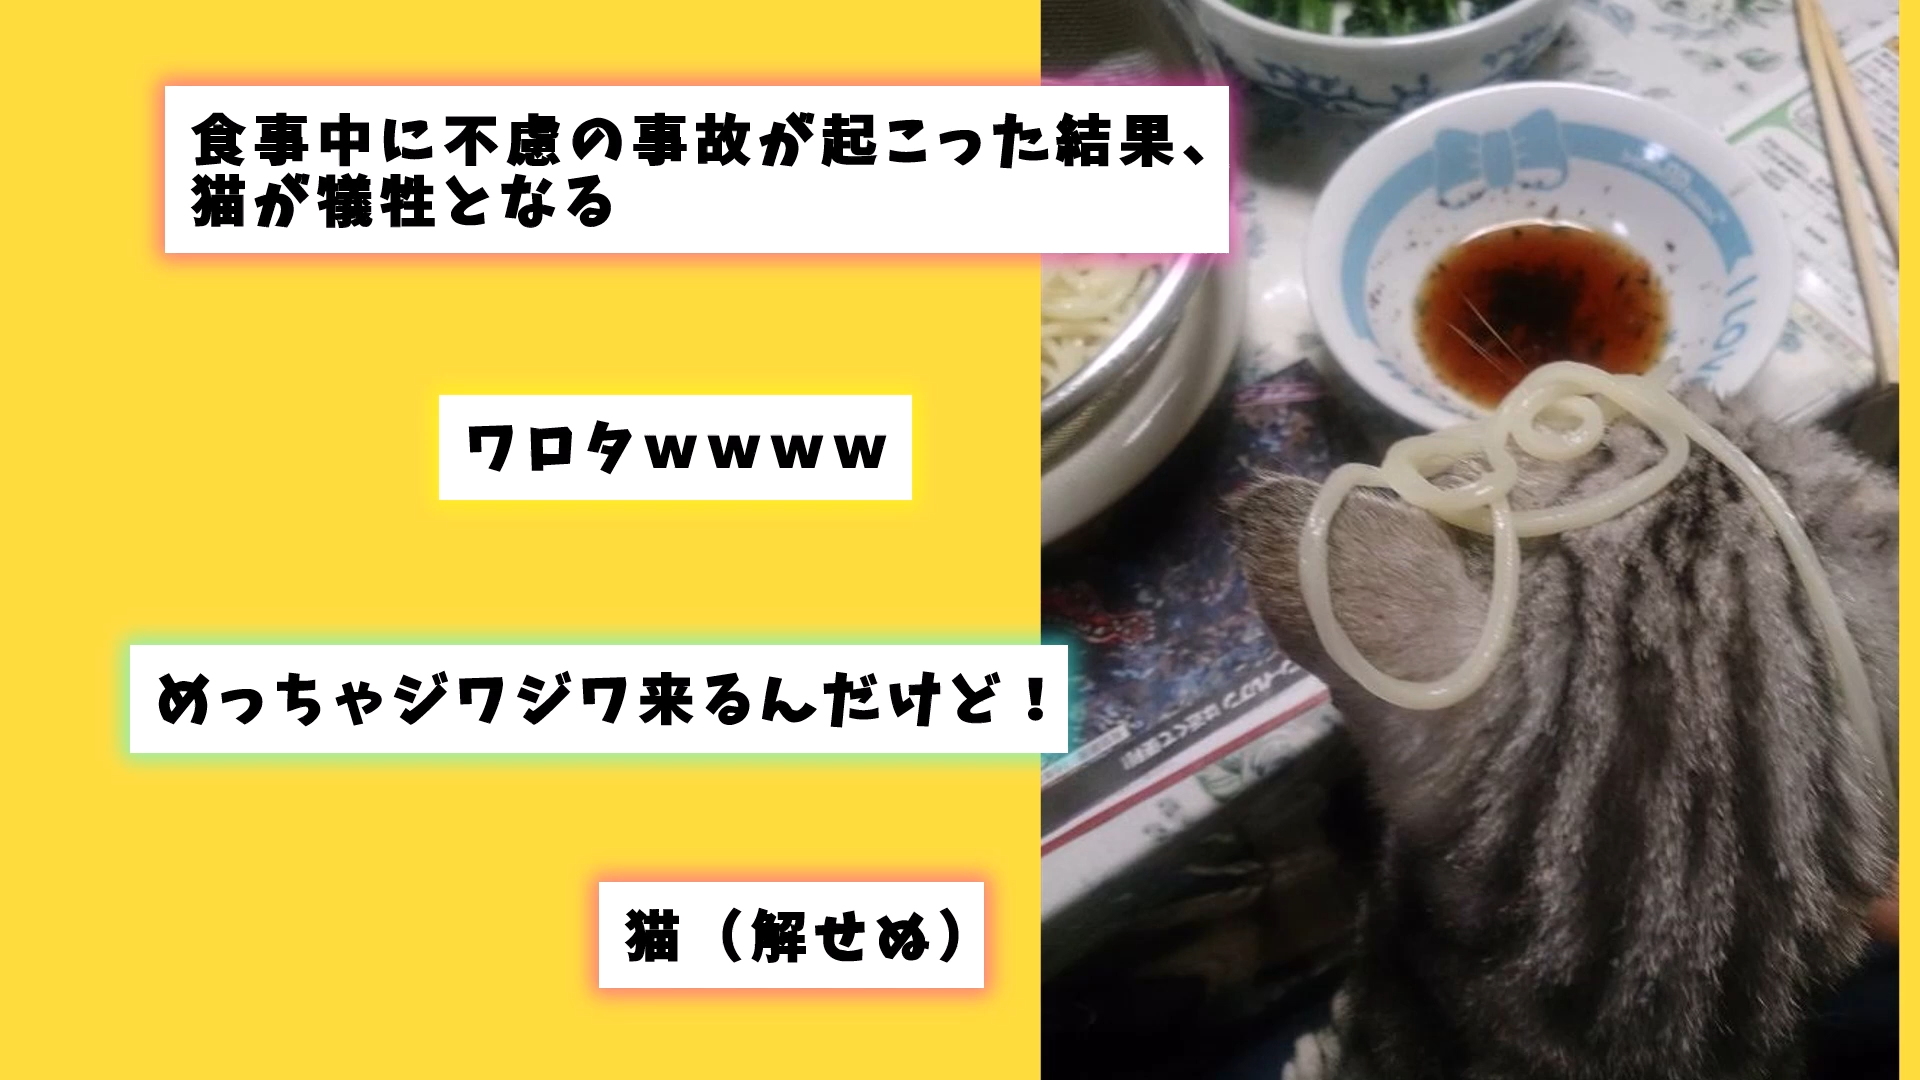 食事中に不慮の事故が起こった結果、
猫が犠牲となる
ワロタｗｗｗｗ
めっちゃジワジワ来るんだけど！
猫（解せぬ）